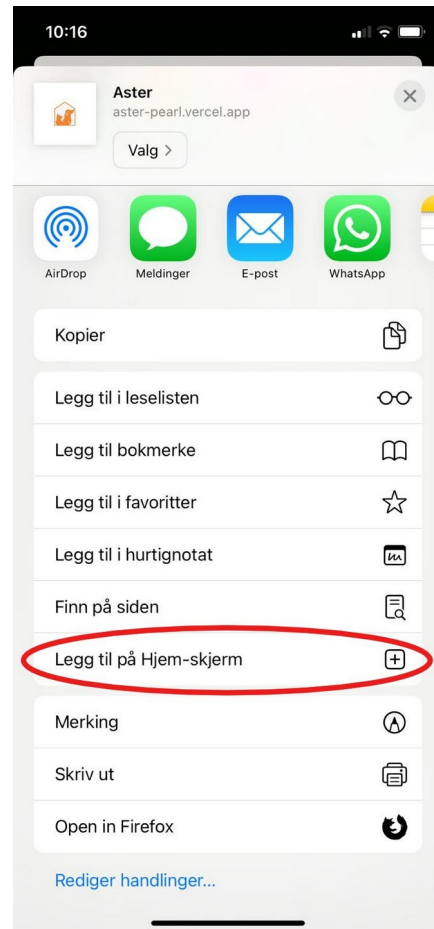 10:16
Aster
aster-pearl.vercel.app
Valg >
AirDrop
Meldinger
E-post
WhatsApp
Kopier
Legg til i leselisten
Legg til bokmerke
Legg til i favoritter
Legg til i hurtignotat
Finn på siden
Legg til på Hjem-skjerm
Merking
Skriv ut
Open in Firefox
Rediger handlinger...